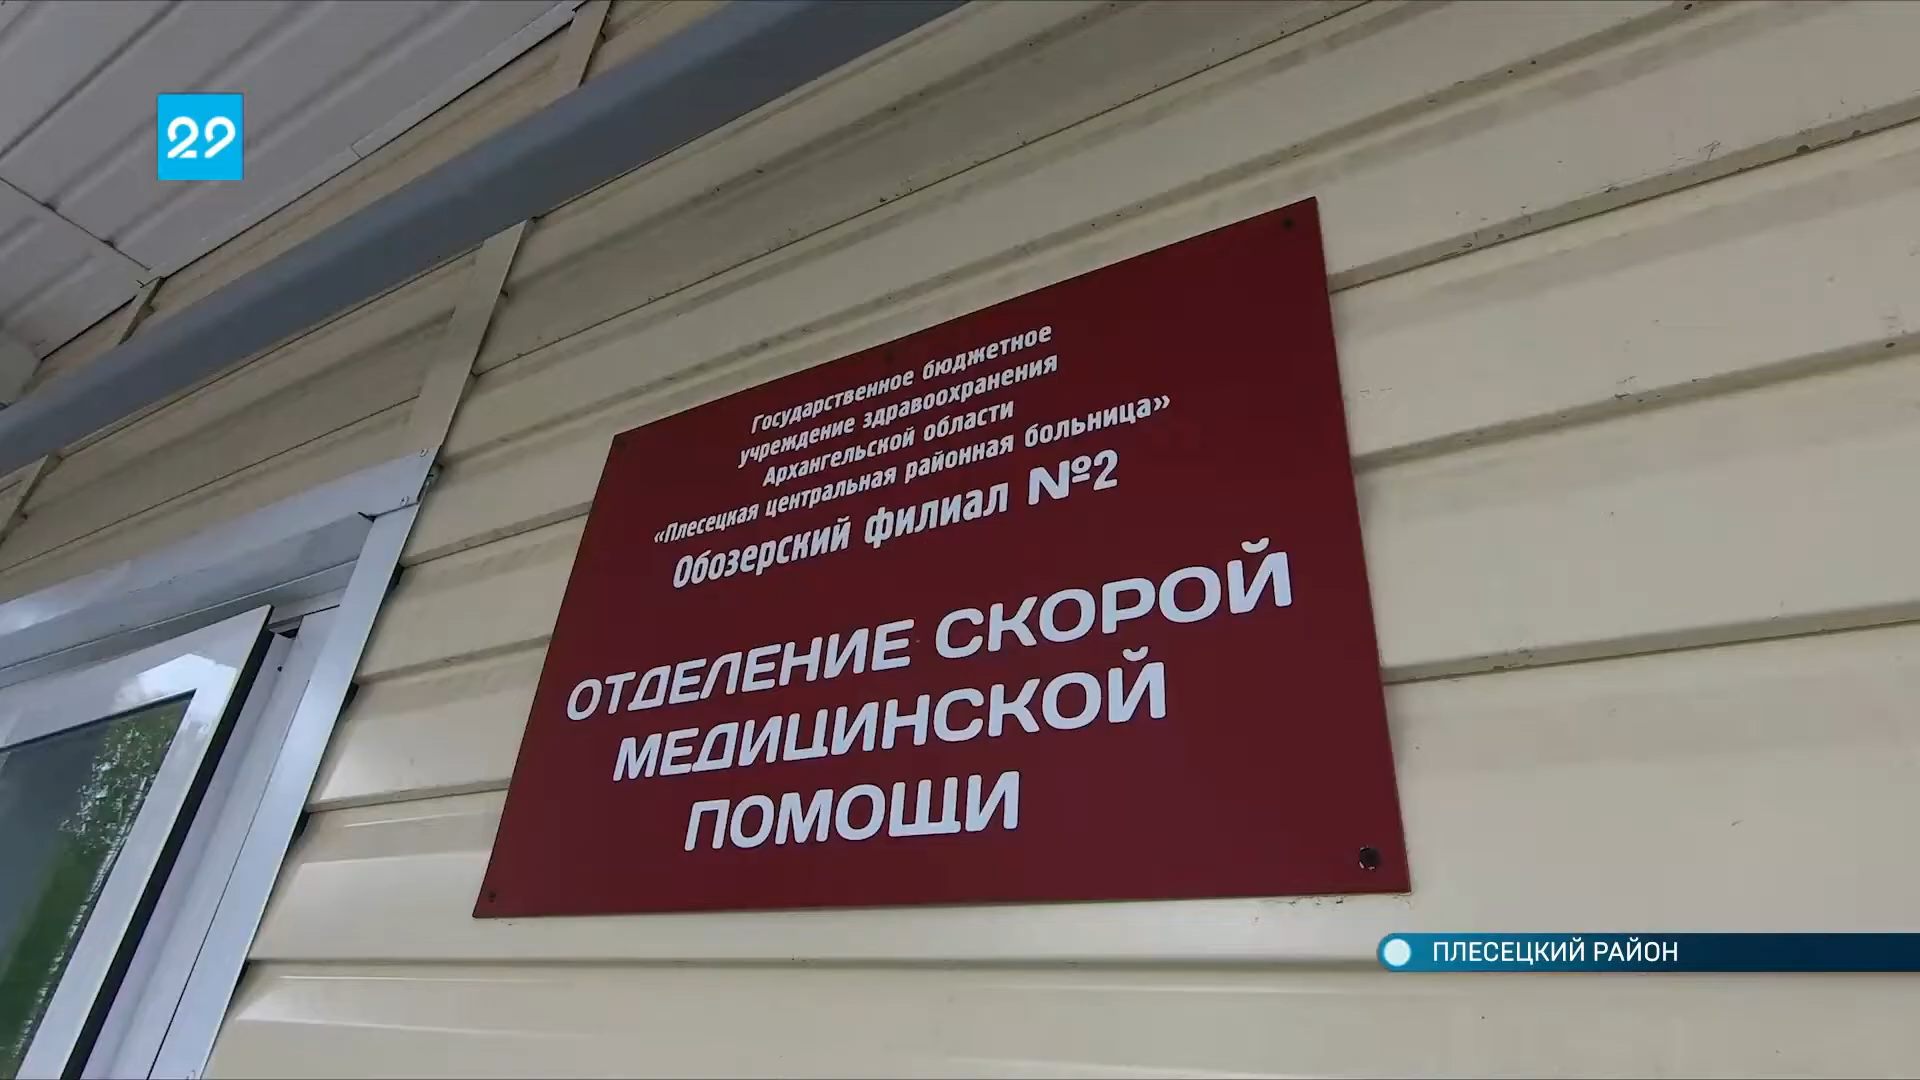 29
Государственное бюджетное
учреждение здравоохранения
Архангельской области
«Плесецкая центральная районная больница»
Обозерский филиал №2
ОТДЕЛЕНИЕ СКОРОЙ
МЕДИЦИНСКОЙ
ПОМОЩИ
ПЛЕСЕЦКИЙ РАЙОН